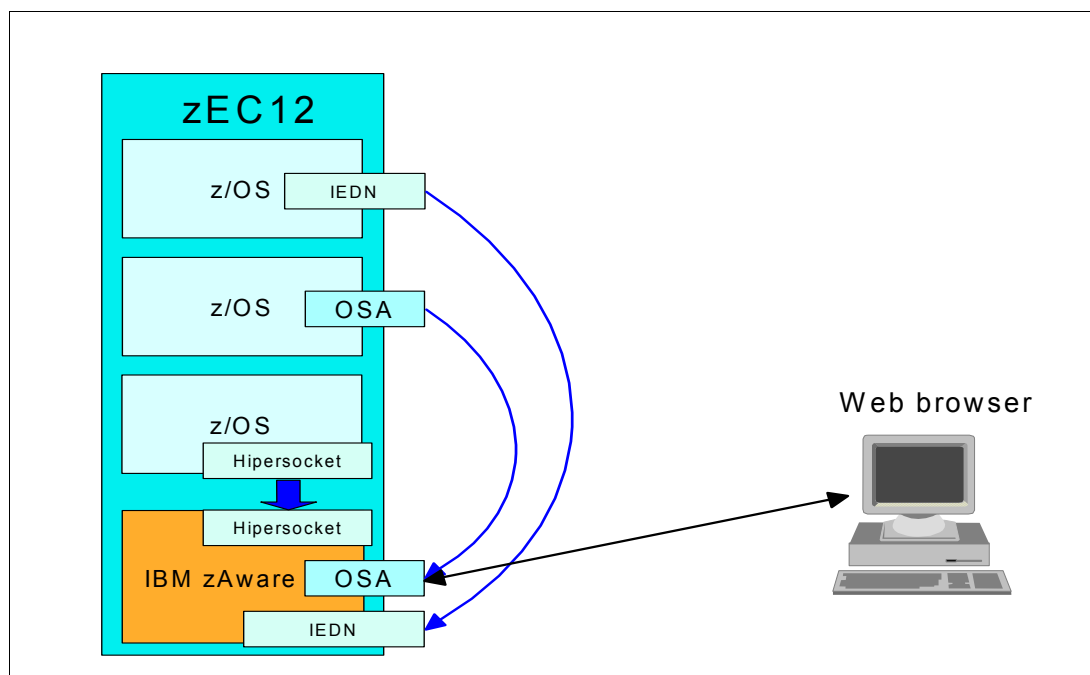 zEC12
z/OS
IEDN
z/OS
OSA
z/OS
Hipersocket
Hipersocket
IBM zAware
OSA
IEDN
Web browser